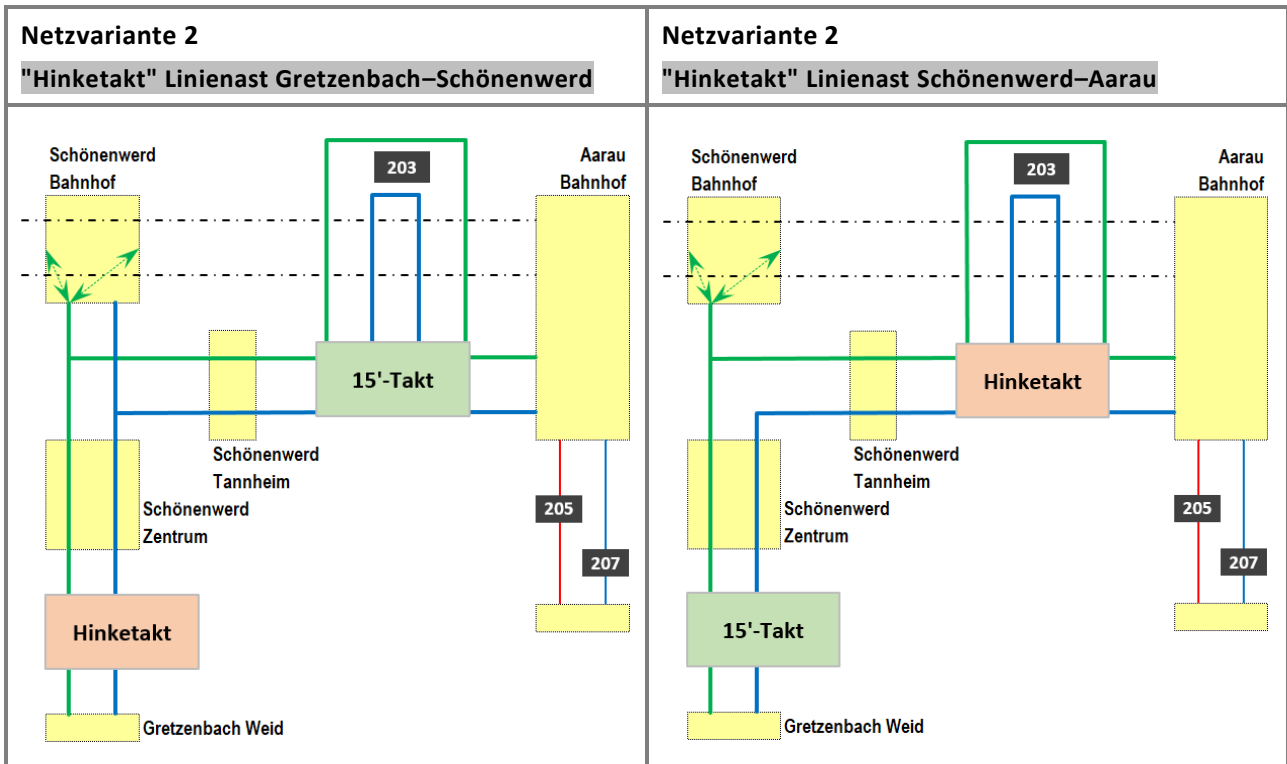 Netzvariante 2
"Hinketakt" Linienast Gretzenbach–Schönenwerd
Schönenwerd
Bahnhof
203
Aarau
Bahnhof
15'-Takt
Schönenwerd
Tannheim
Schönenwerd
Zentrum
205
207
Hinketakt
Gretzenbach Weid
Netzvariante 2
"Hinketakt" Linienast Schönenwerd–Aarau
Schönenwerd
Bahnhof
203
Aarau
Bahnhof
Hinketakt
Schönenwerd
Tannheim
Schönenwerd
Zentrum
205
207
15'-Takt
Gretzenbach Weid